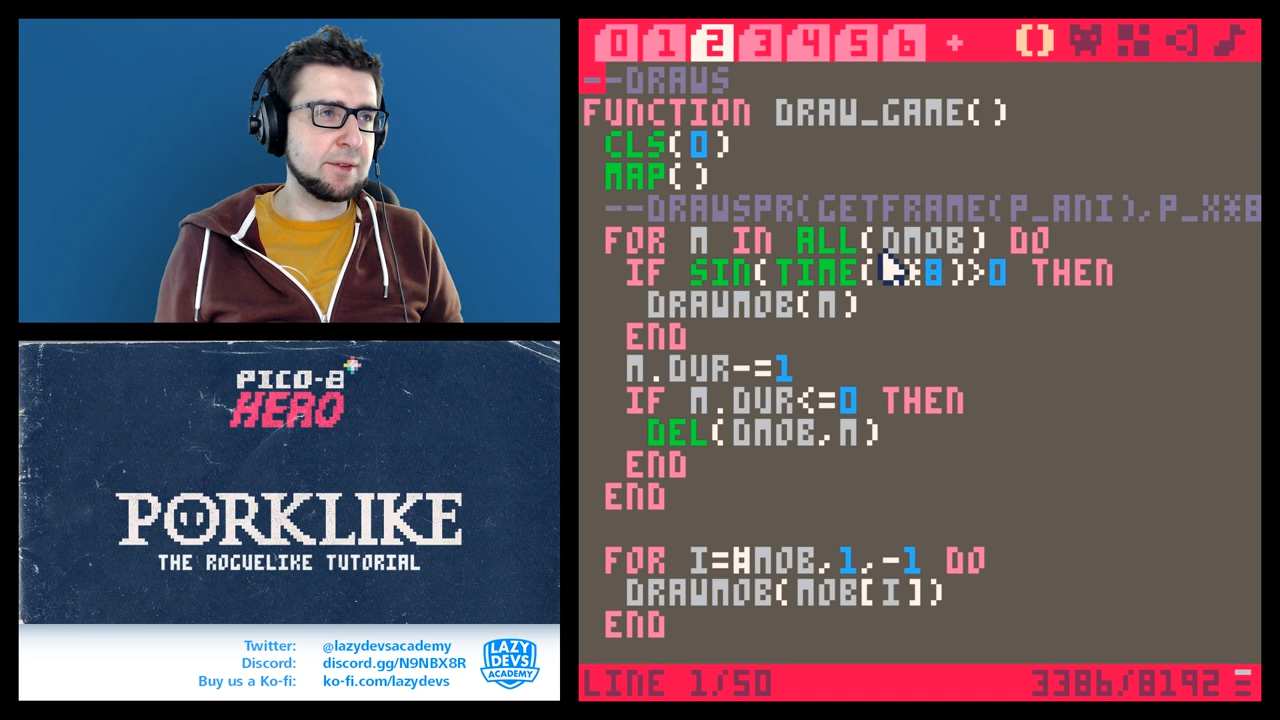 PICO-8
HERO
PORKLIKE
THE ROGUELIKE TUTORIAL
Twitter: @lazydevsacademy
Discord: discord.gg/N9NBX8R
Buy us a Ko-fi: ko-fi.com/lazydevs
LAZY
DEVS
ACADEMY
0 1 2 3 4 5 6 +
--DRAWS
FUNCTION DRAW_GAME()
CLS(0)
MAP()
--DRAWSPR(GETFRAME(P_ANI),P_X*8
FOR M IN ALL(DMOB) DO
IF SIN(TIME()*8)>0 THEN
DRAWMOB(M)
END
M.DUR-=1
IF M.DUR<=0 THEN
DEL(DMOB,M)
END
END
FOR I=#MOB,1,-1 DO
DRAWMOB(MOB[I])
END
LINE 1/50
3386/8192